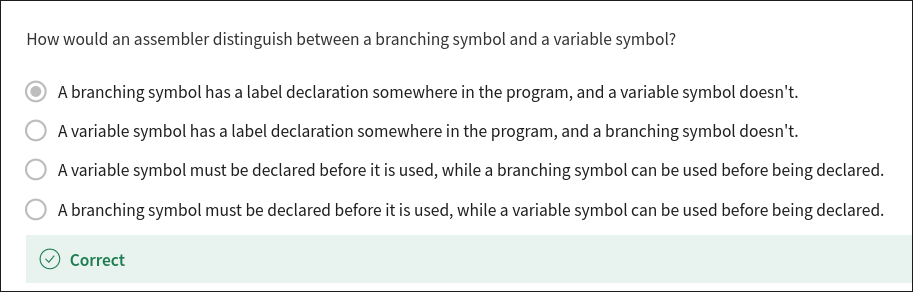 How would an assembler distinguish between a branching symbol and a variable symbol?
A branching symbol has a label declaration somewhere in the program, and a variable symbol doesn't.
A variable symbol has a label declaration somewhere in the program, and a branching symbol doesn't.
A variable symbol must be declared before it is used, while a branching symbol can be used before being declared.
A branching symbol must be declared before it is used, while a variable symbol can be used before being declared.
Correct